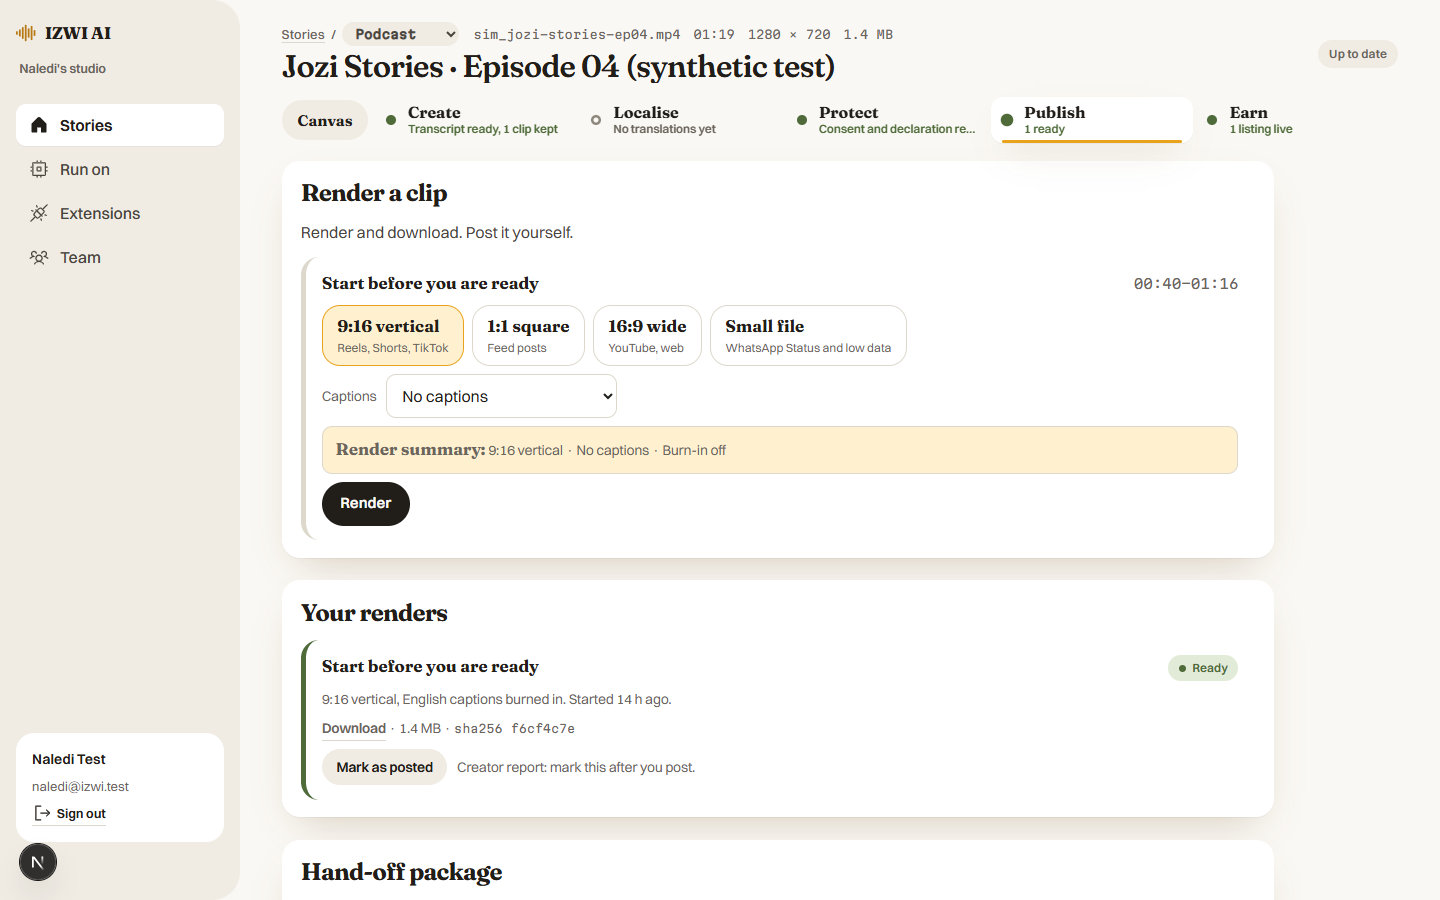 IZWI AI
Naledi's studio
Stories
Run on
Extensions
Team
Naledi Test
naledi@izwi.test
Sign out
N
Stories / Podcast sim_jozi-stories-ep04.mp4 01:19 1280 × 720 1.4 MB
Jozi Stories · Episode 04 (synthetic test)
Up to date
Canvas
Create
Transcript ready, 1 clip kept
Localise
No translations yet
Protect
Consent and declaration re...
Publish
1 ready
Earn
1 listing live
Render a clip
Render and download. Post it yourself.
Start before you are ready 00:40–01:16
9:16 vertical
Reels, Shorts, TikTok
1:1 square
Feed posts
16:9 wide
YouTube, web
Small file
WhatsApp Status and low data
Captions No captions
Render summary: 9:16 vertical · No captions · Burn-in off
Render
Your renders
Start before you are ready Ready
9:16 vertical, English captions burned in. Started 14 h ago.
Download · 1.4 MB · sha256 f6cf4c7e
Mark as posted Creator report: mark this after you post.
Hand-off package